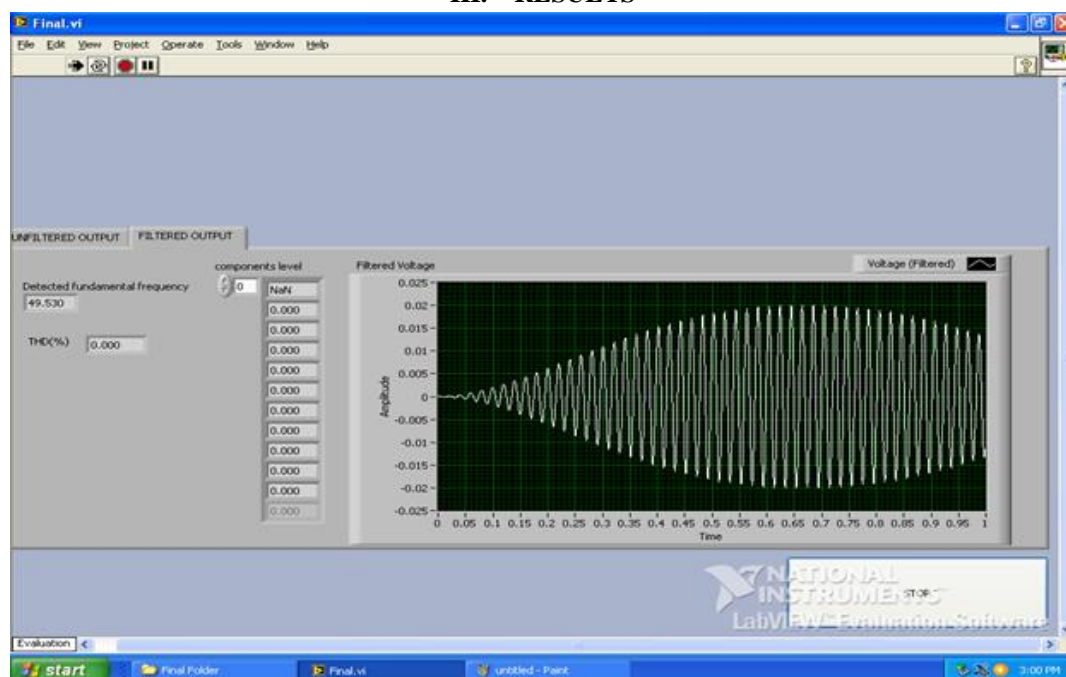 III. RESULTS
Final.vi
File Edit View Project Operate Tools Window Help
UNFILTERED OUTPUT FILTERED OUTPUT
components level
Filtered Voltage
Voltage (Filtered)
Detected fundamental frequency
49.530
THD(%) 0.000
0
NaN
0.000
0.000
0.000
0.000
0.000
0.000
0.000
0.000
0.000
0.000
0.000
Amplitude
0.025
0.02
0.015
0.01
0.005
0
-0.005
-0.01
-0.015
-0.02
-0.025
0 0.05 0.1 0.15 0.2 0.25 0.3 0.35 0.4 0.45 0.5 0.55 0.6 0.65 0.7 0.75 0.8 0.85 0.9 0.95 1
Time
NATIONAL
INSTRUMENTS
STOP
LabVIEW Evaluation Software
Evaluation
start Final Folder Final.vi untitled - Paint 3:00 PM